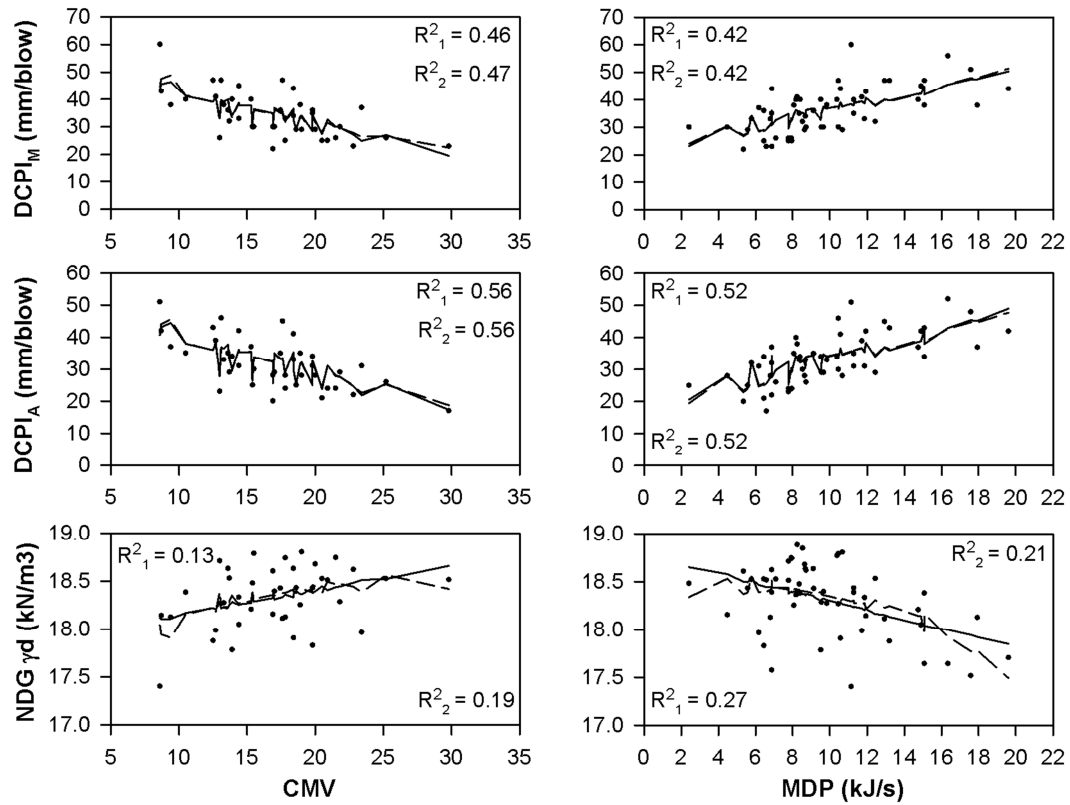 DCPI_M (mm/blow)
70
60
50
40
30
20
10
0
R²₁ = 0.46
R²₂ = 0.47
5 10 15 20 25 30 35
70
60
50
40
30
20
10
0
R²₁ = 0.42
R²₂ = 0.42
0 2 4 6 8 10 12 14 16 18 20 22
DCPI_A (mm/blow)
60
50
40
30
20
10
0
R²₁ = 0.56
R²₂ = 0.56
5 10 15 20 25 30 35
60
50
40
30
20
10
0
R²₁ = 0.52
R²₂ = 0.52
0 2 4 6 8 10 12 14 16 18 20 22
NDG γd (kN/m3)
19.0
18.5
18.0
17.5
17.0
R²₁ = 0.13
R²₂ = 0.19
5 10 15 20 25 30 35
CMV
19.0
18.5
18.0
17.5
17.0
R²₂ = 0.21
R²₁ = 0.27
0 2 4 6 8 10 12 14 16 18 20 22
MDP (kJ/s)